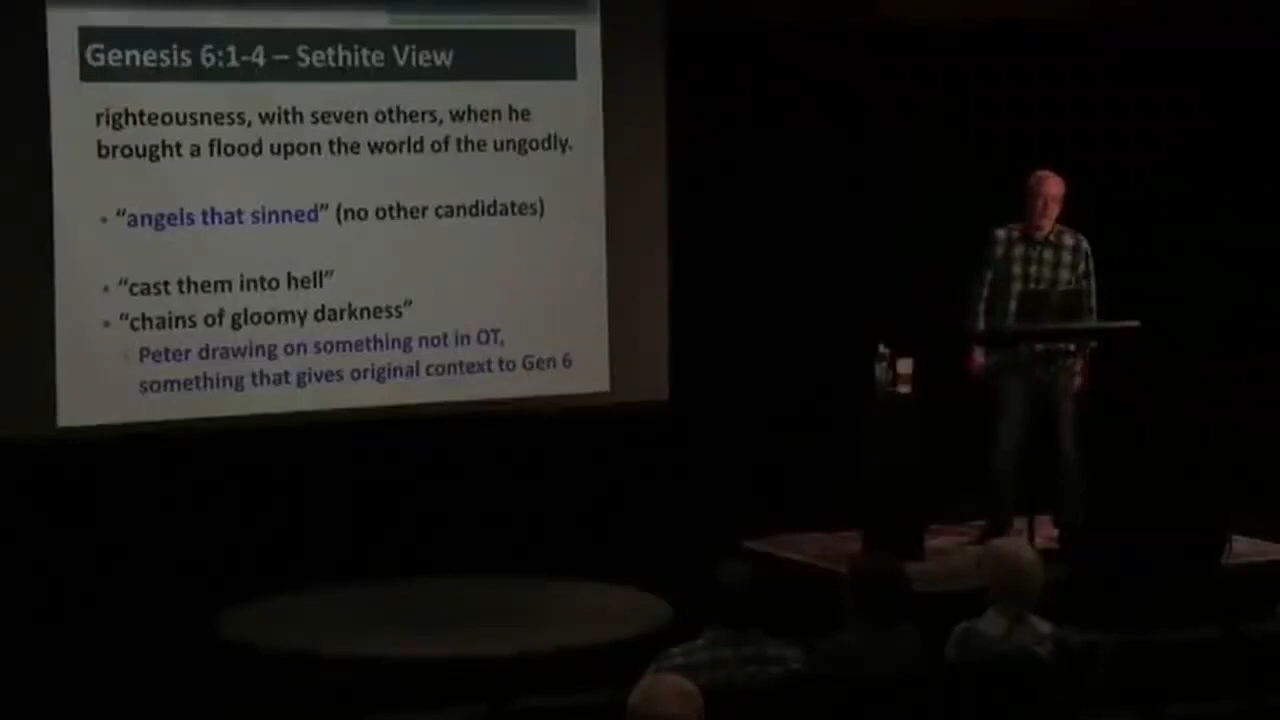 Genesis 6:1-4 – Sethite View
righteousness, with seven others, when he
brought a flood upon the world of the ungodly.
• “angels that sinned” (no other candidates)
• “cast them into hell”
• “chains of gloomy darkness”
Peter drawing on something not in OT,
something that gives original context to Gen 6